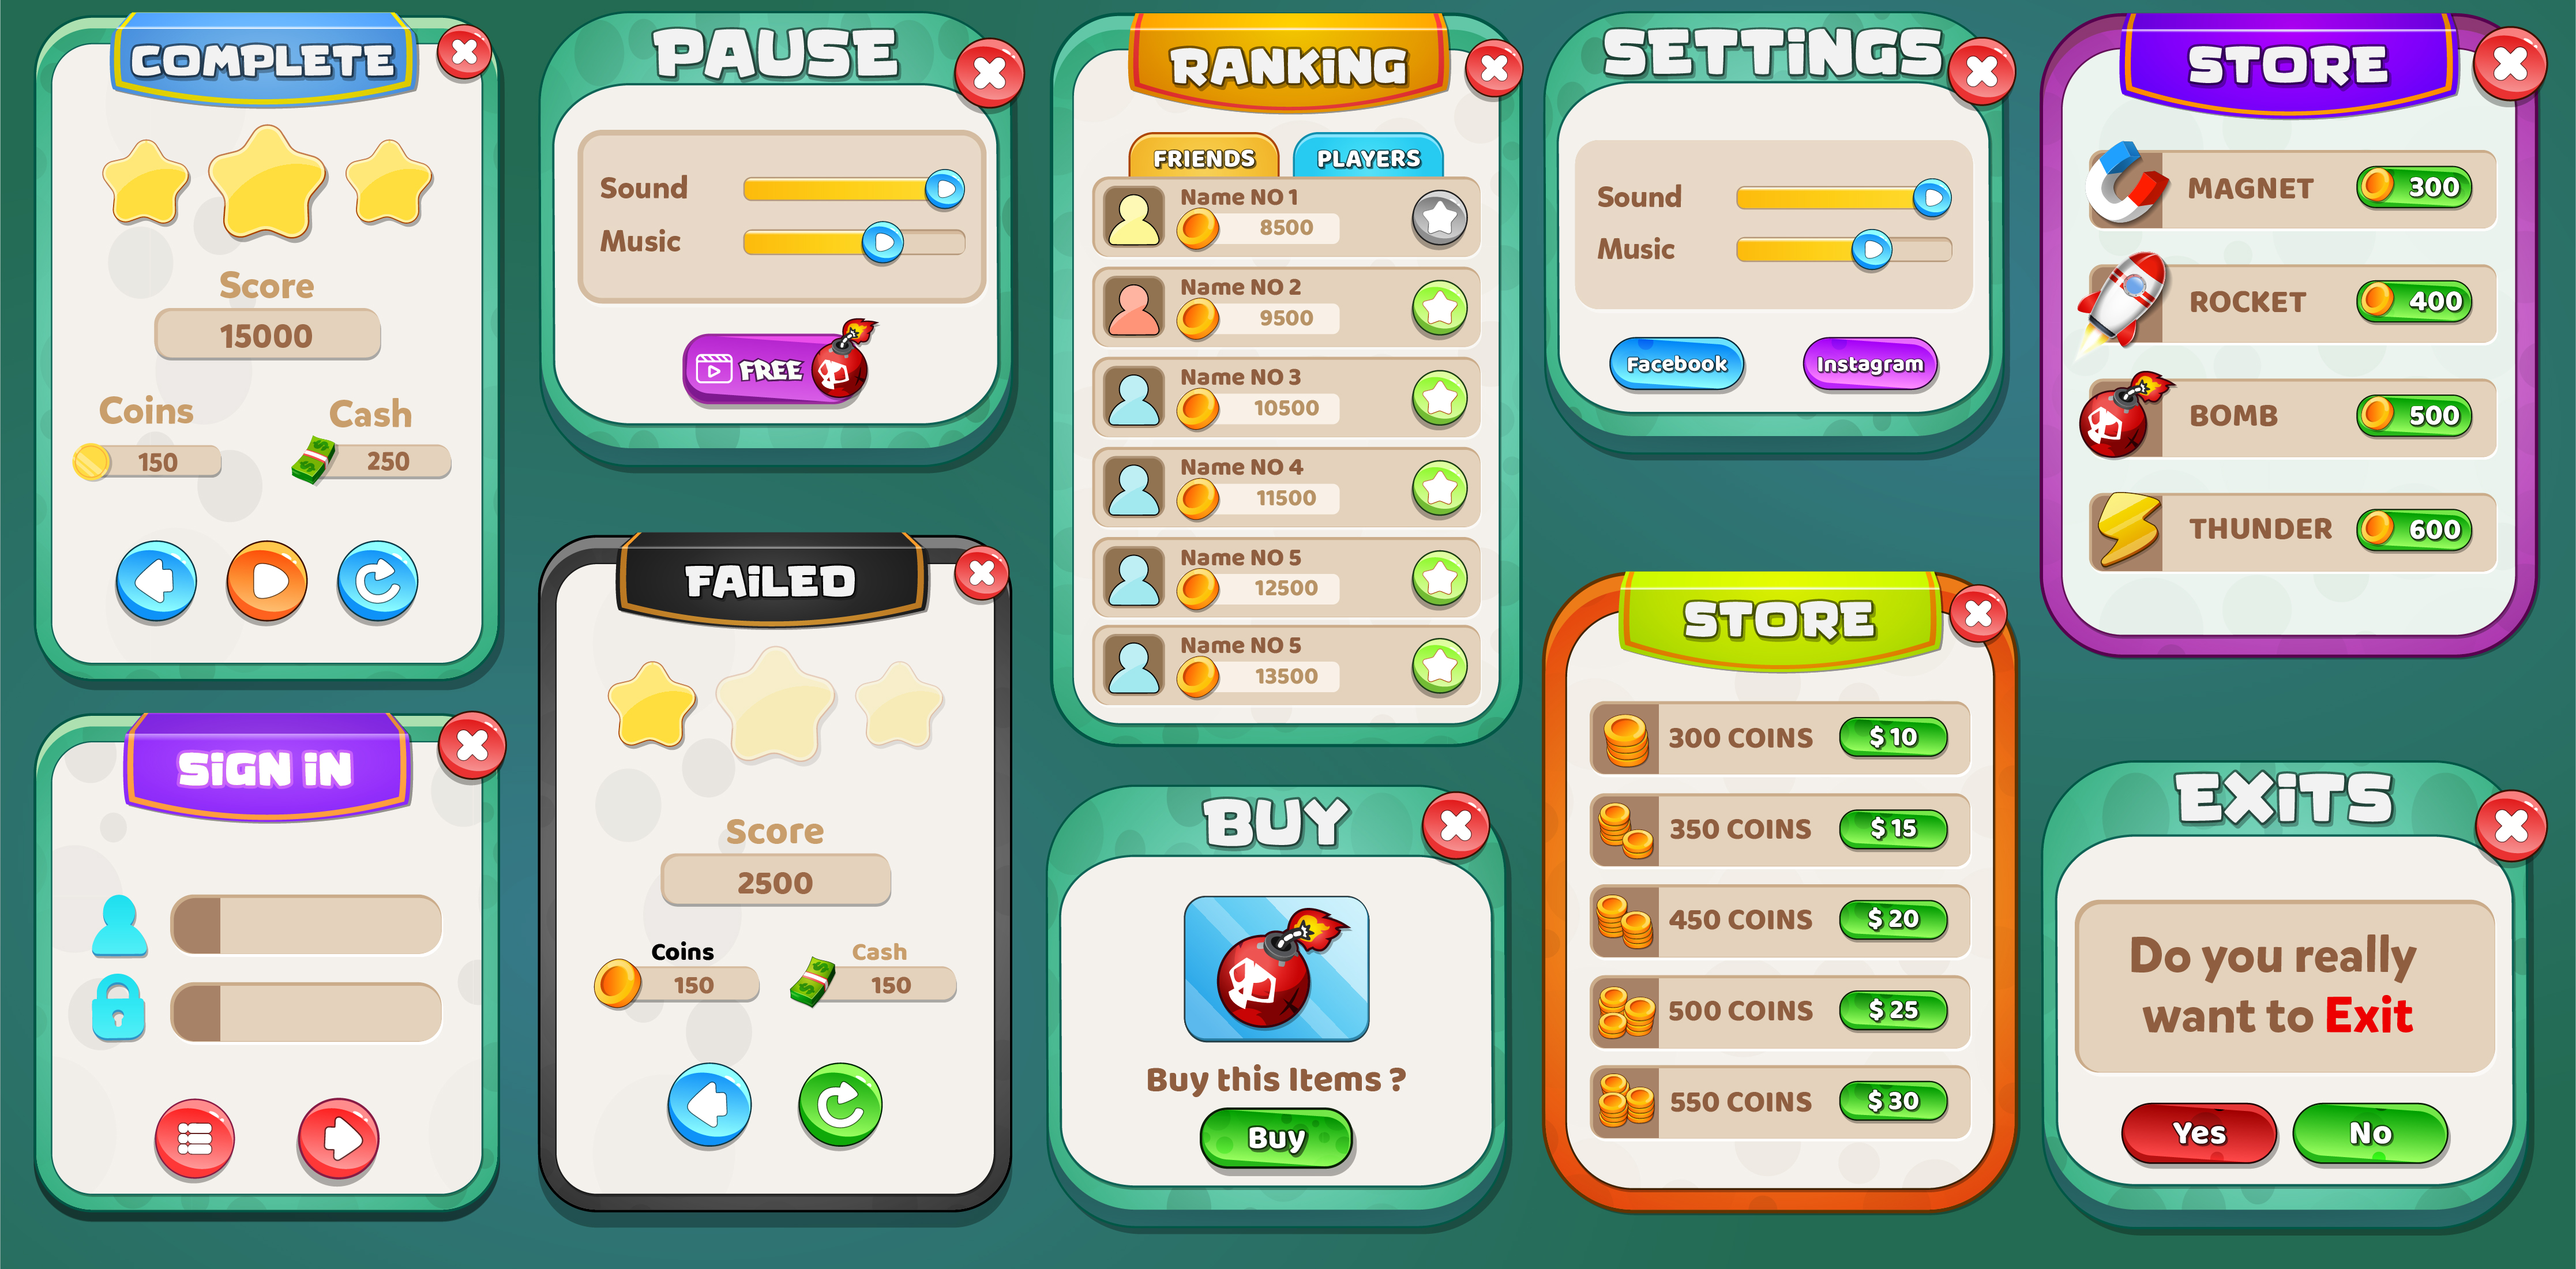 COMPLETE
Score
15000
Coins
Cash
150
250
SiGN iN
PAUSE
Sound
Music
FREE
FAiLED
Score
2500
Coins
Cash
150
150
RANKiNG
FRIENDS
PLAYERS
Name NO 1
8500
Name NO 2
9500
Name NO 3
10500
Name NO 4
11500
Name NO 5
12500
Name NO 5
13500
BUY
Buy this Items ?
Buy
SETTiNGS
Sound
Music
Facebook
Instagram
STORE
300 COINS
$ 10
350 COINS
$ 15
450 COINS
$ 20
500 COINS
$ 25
550 COINS
$ 30
STORE
MAGNET
300
ROCKET
400
BOMB
500
THUNDER
600
EXiTS
Do you really
want to Exit
Yes
No